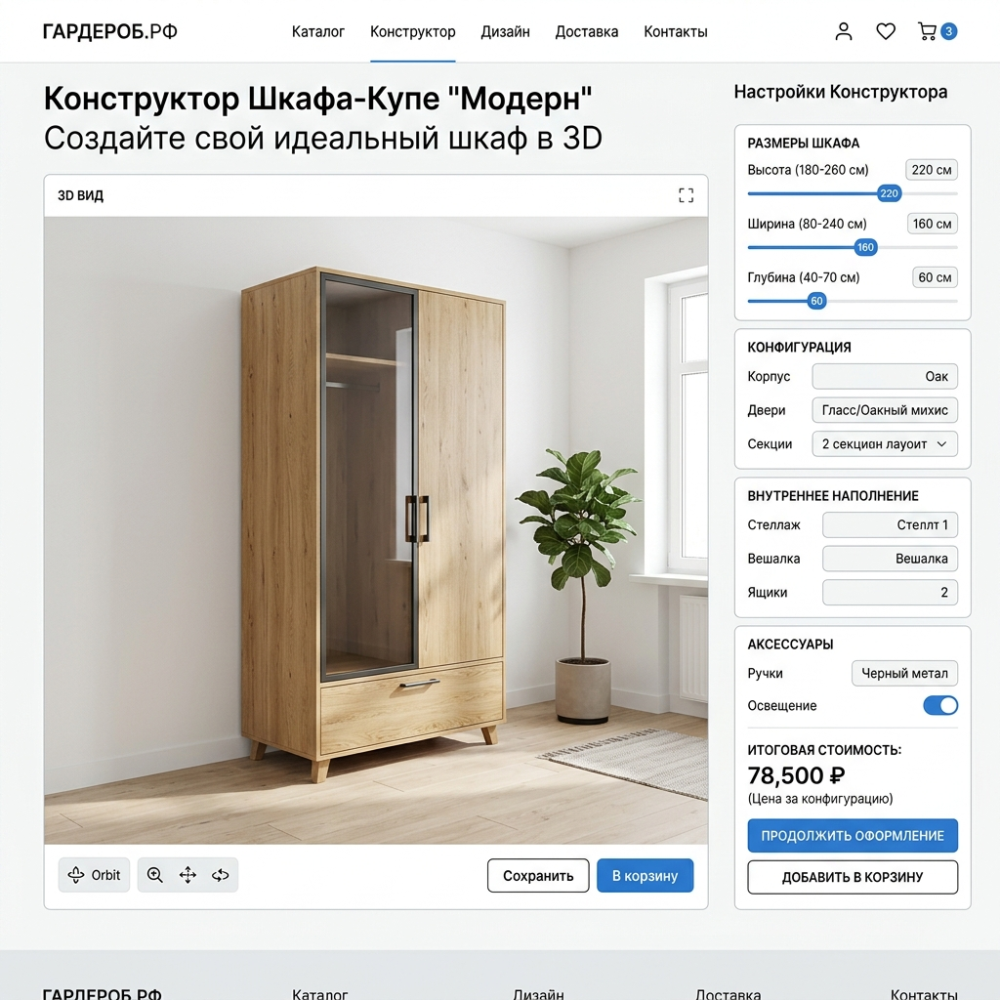 ГАРДЕРОБ.РФ
Каталог
Конструктор
Дизайн
Доставка
Контакты
3
Конструктор Шкафа-Купе "Модерн"
Создайте свой идеальный шкаф в 3D
3D ВИД
Orbit
Сохранить
В корзину
Настройки Конструктора
РАЗМЕРЫ ШКАФА
Высота (180-260 см)
220 см
220
Ширина (80-240 см)
160 см
160
Глубина (40-70 см)
60 см
60
КОНФИГУРАЦИЯ
Корпус
Оак
Двери
Гласс/Оакный михис
Секции
2 секцион лауоит
ВНУТРЕННЕЕ НАПОЛНЕНИЕ
Стеллаж
Стеллт 1
Вешалка
Вешалка
Ящики
2
АКСЕССУАРЫ
Ручки
Черный метал
Освещение
ИТОГОВАЯ СТОИМОСТЬ:
78,500 ₽
(Цена за конфигурацию)
ПРОДОЛЖИТЬ ОФОРМЛЕНИЕ
ДОБАВИТЬ В КОРЗИНУ
ГАРДЕРОБ.РФ
Каталог
Дизайн
Доставка
Контакты